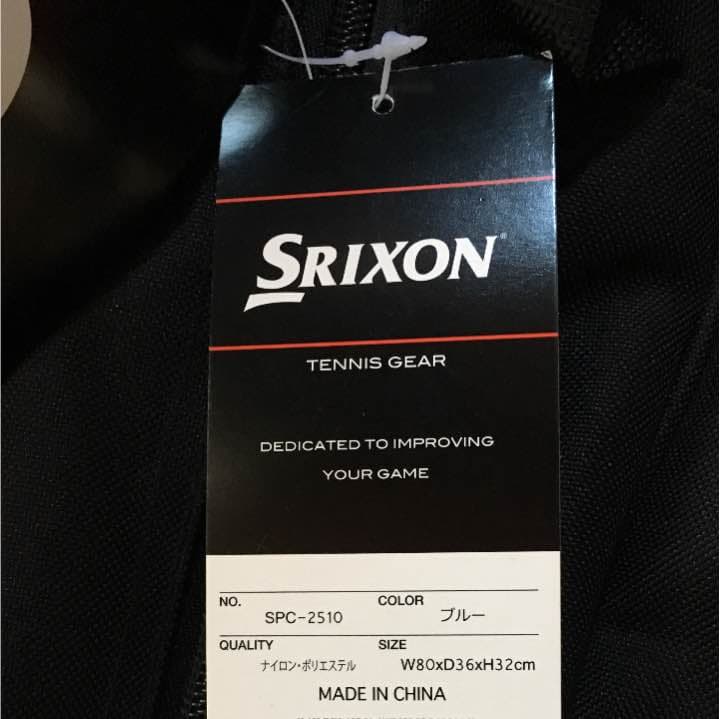 SRIXON®
TENNIS GEAR
DEDICATED TO IMPROVING
YOUR GAME
NO. SPC-2510 COLOR ブルー
QUALITY ナイロン・ポリエステル SIZE W80xD36xH32cm
MADE IN CHINA